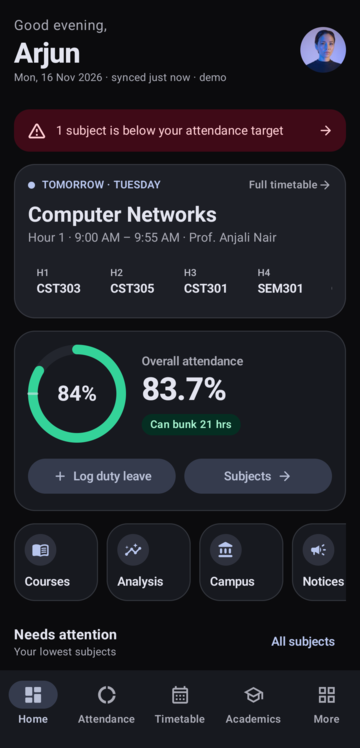 Good evening,
Arjun
Mon, 16 Nov 2026 · synced just now · demo
1 subject is below your attendance target
TOMORROW · TUESDAY
Full timetable
Computer Networks
Hour 1 · 9:00 AM – 9:55 AM · Prof. Anjali Nair
H1 H2 H3 H4
CST303 CST305 CST301 SEM301
Overall attendance
84%
83.7%
Can bunk 21 hrs
+ Log duty leave
Subjects
Courses Analysis Campus Notices
Needs attention
Your lowest subjects
All subjects
Home Attendance Timetable Academics More